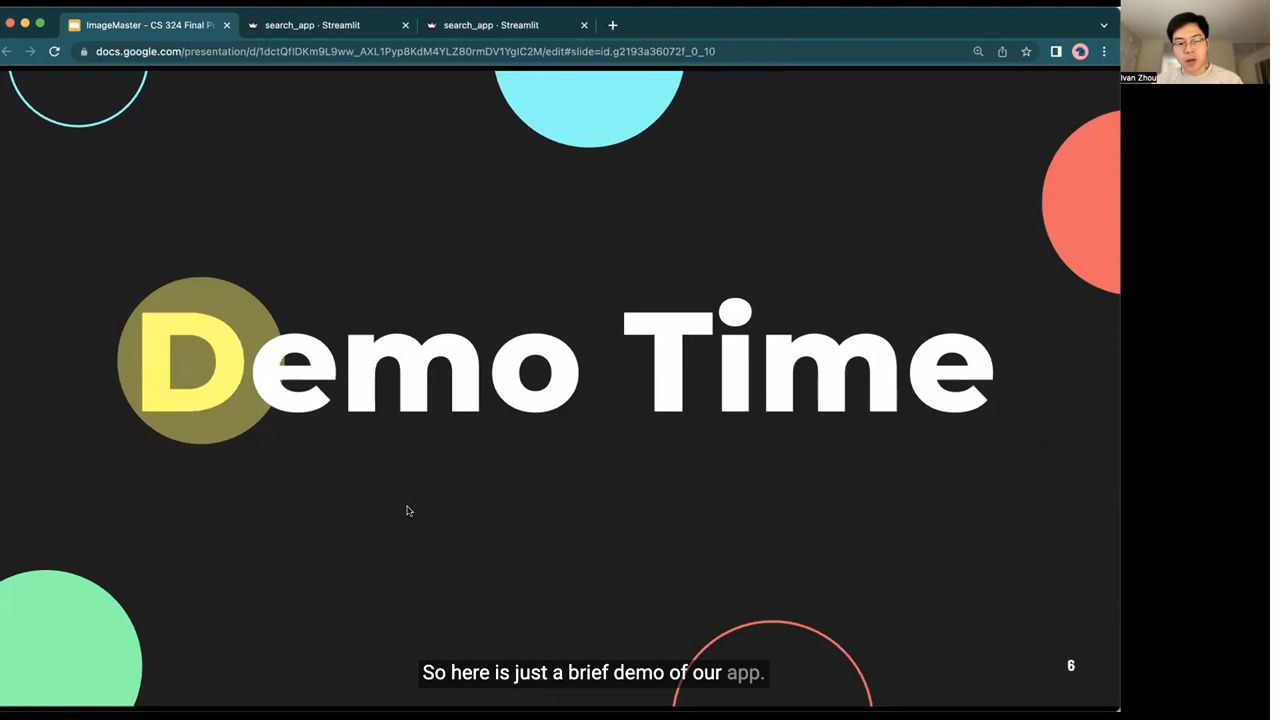 ImageMaster - CS 324 Final P
search_app · Streamlit
search_app · Streamlit
docs.google.com/presentation/d/1dctQflDKm9L9ww_AXL1Pyp8KdM4YLZ80rmDV1YgIC2M/edit#slide=id.g2193a36072f_0_10
Ivan Zhou
Demo Time
So here is just a brief demo of our app.
6